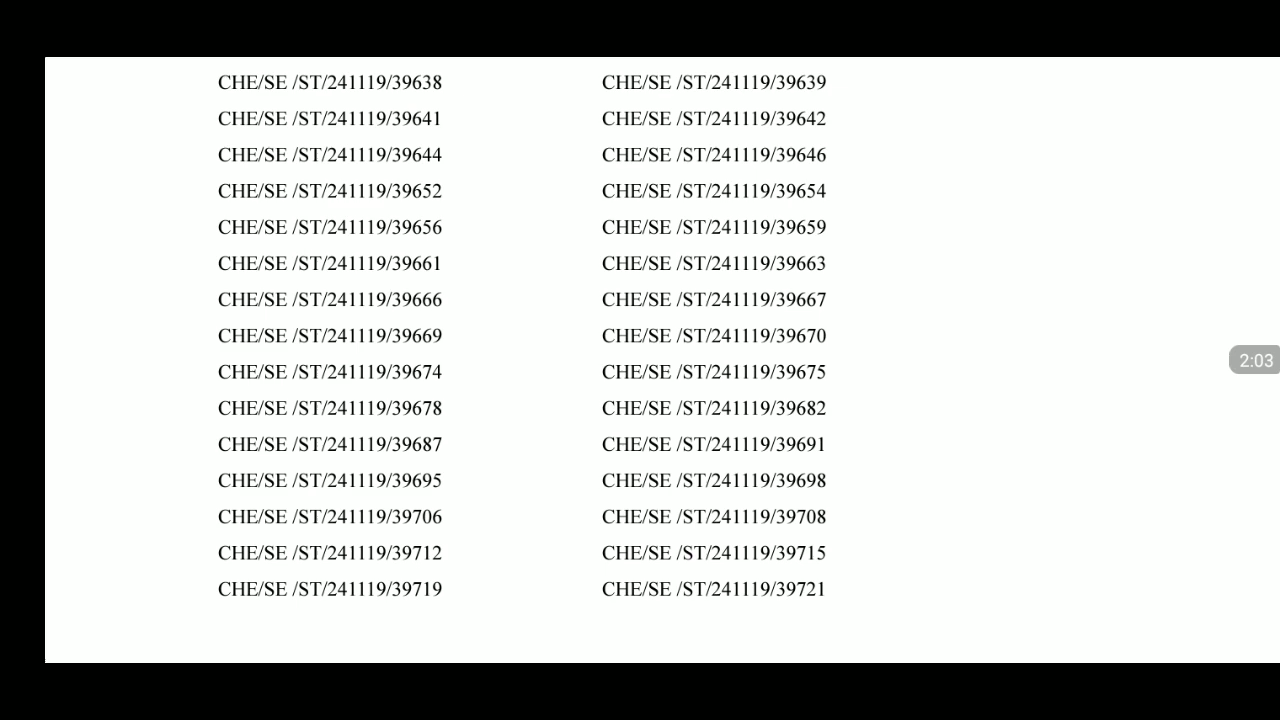 CHE/SE /ST/241119/39638 CHE/SE /ST/241119/39639
CHE/SE /ST/241119/39641 CHE/SE /ST/241119/39642
CHE/SE /ST/241119/39644 CHE/SE /ST/241119/39646
CHE/SE /ST/241119/39652 CHE/SE /ST/241119/39654
CHE/SE /ST/241119/39656 CHE/SE /ST/241119/39659
CHE/SE /ST/241119/39661 CHE/SE /ST/241119/39663
CHE/SE /ST/241119/39666 CHE/SE /ST/241119/39667
CHE/SE /ST/241119/39669 CHE/SE /ST/241119/39670
CHE/SE /ST/241119/39674 CHE/SE /ST/241119/39675
2:03
CHE/SE /ST/241119/39678 CHE/SE /ST/241119/39682
CHE/SE /ST/241119/39687 CHE/SE /ST/241119/39691
CHE/SE /ST/241119/39695 CHE/SE /ST/241119/39698
CHE/SE /ST/241119/39706 CHE/SE /ST/241119/39708
CHE/SE /ST/241119/39712 CHE/SE /ST/241119/39715
CHE/SE /ST/241119/39719 CHE/SE /ST/241119/39721